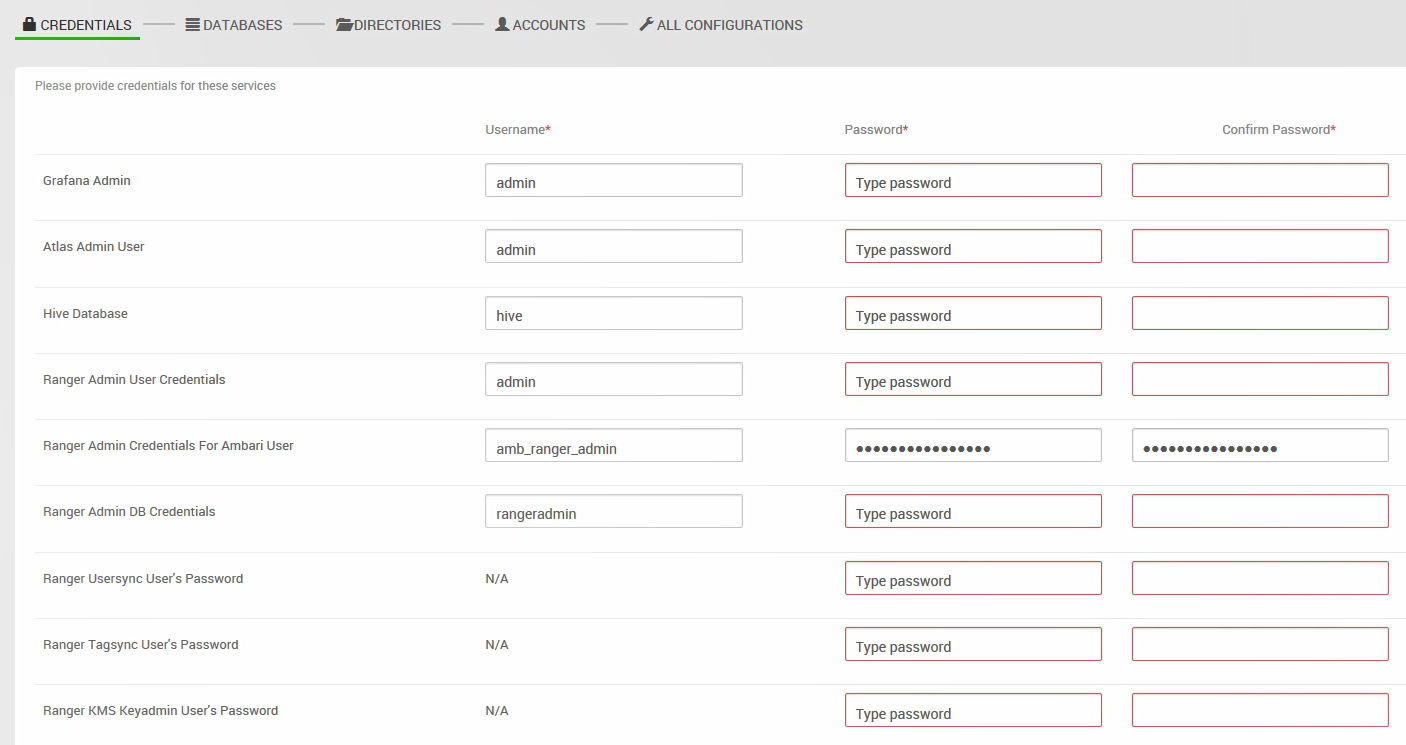 CREDENTIALS DATABASES DIRECTORIES ACCOUNTS ALL CONFIGURATIONS
Please provide credentials for these services
Username* Password* Confirm Password*
Grafana Admin admin Type password
Atlas Admin User admin Type password
Hive Database hive Type password
Ranger Admin User Credentials admin Type password
Ranger Admin Credentials For Ambari User amb_ranger_admin ●●●●●●●●●●●●●●●● ●●●●●●●●●●●●●●●●
Ranger Admin DB Credentials rangeradmin Type password
Ranger Usersync User's Password N/A Type password
Ranger Tagsync User's Password N/A Type password
Ranger KMS Keyadmin User's Password N/A Type password